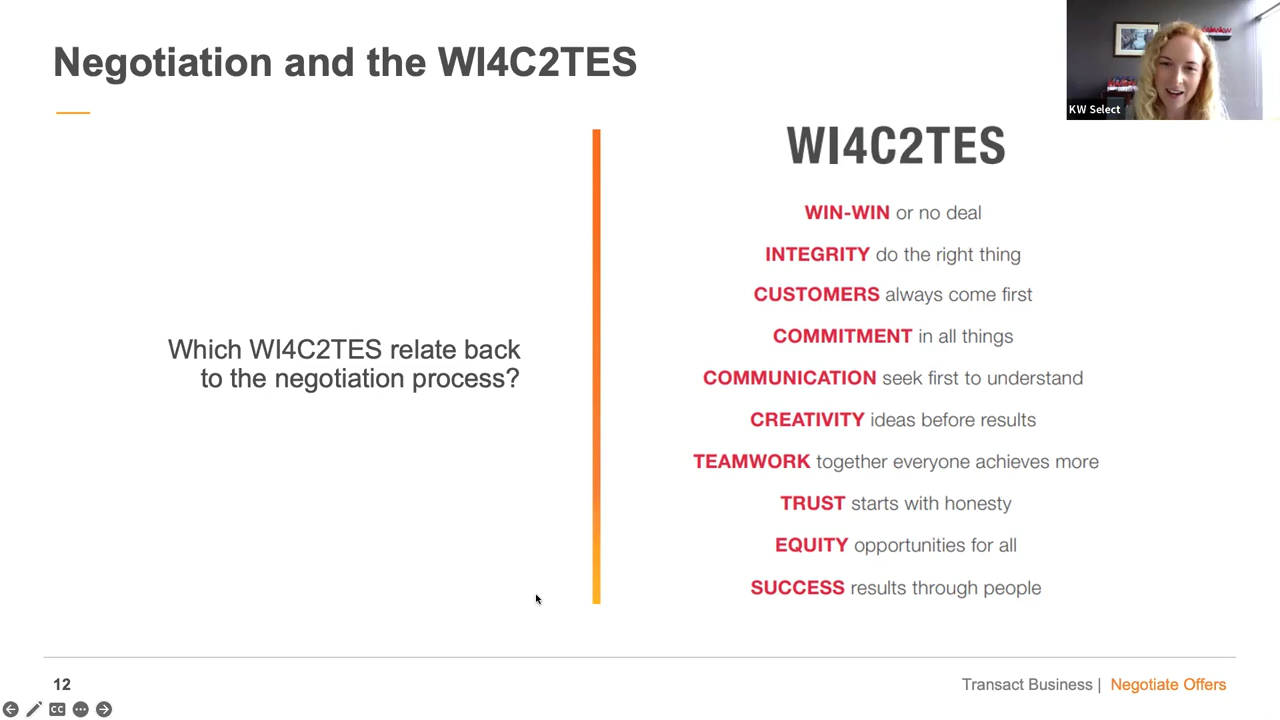 Negotiation and the WI4C2TES
KW Select
Which WI4C2TES relate back
to the negotiation process?
WI4C2TES
WIN-WIN or no deal
INTEGRITY do the right thing
CUSTOMERS always come first
COMMITMENT in all things
COMMUNICATION seek first to understand
CREATIVITY ideas before results
TEAMWORK together everyone achieves more
TRUST starts with honesty
EQUITY opportunities for all
SUCCESS results through people
12
Transact Business | Negotiate Offers
CC